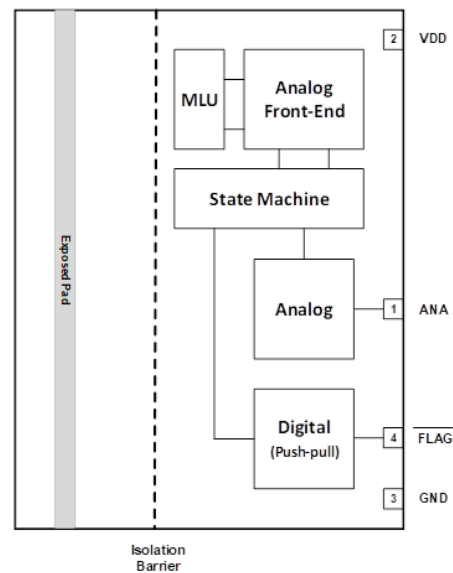 2 VDD
MLU
Analog
Front-End
State Machine
Exposed Pad
Analog
1 ANA
Digital
(Push-pull)
4 FLAG
3 GND
Isolation
Barrier